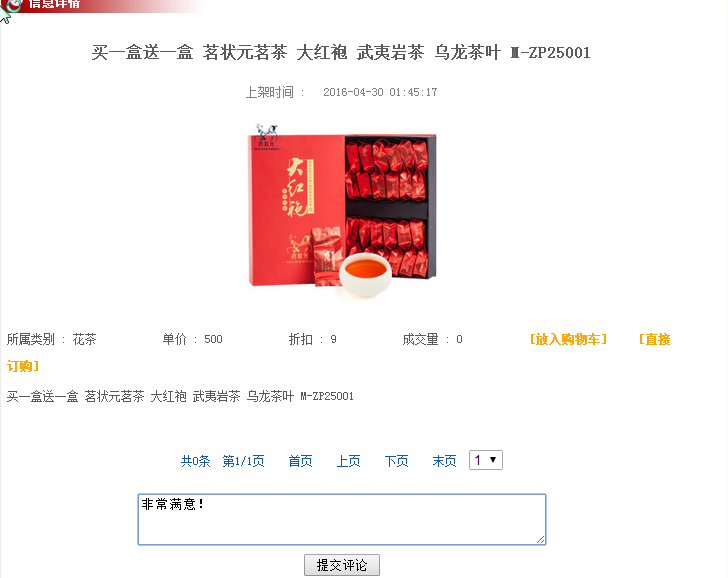 信息详情
买一盒送一盒 茗状元茗茶 大红袍 武夷岩茶 乌龙茶叶 M-ZP25001
上架时间 : 2016-04-30 01:45:17
大红袍
所属类别 : 花茶 单价 : 500 折扣 : 9 成交量 : 0 [放入购物车] [直接
订购]
买一盒送一盒 茗状元茗茶 大红袍 武夷岩茶 乌龙茶叶 M-ZP25001
共0条 第1/1页 首页 上页 下页 末页 1
非常满意!
提交评论